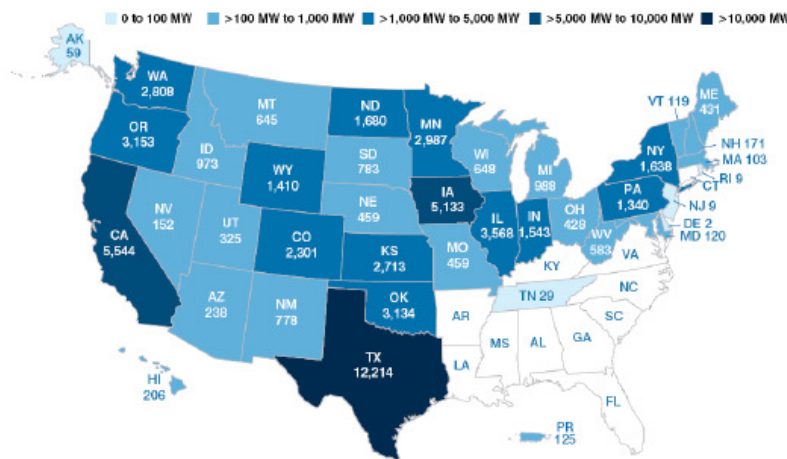 0 to 100 MW >100 MW to 1,000 MW >1,000 MW to 5,000 MW >5,000 MW to 10,000 MW >10,000 MW
AK
59
WA
2,808
MT
645
ND
1,680
MN
2,987
VT 119
ME
431
OR
3,153
ID
973
WY
1,410
SD
783
WI
648
MI
988
NY
1,638
NH 171
MA 103
RI 9
CT
NJ 9
DE 2
MD 120
PA
1,340
NV
152
UT
325
CO
2,301
NE
459
IA
5,133
IL
3,568
IN
1,543
OH
428
WV
583
CA
5,544
KS
2,713
MO
459
KY
VA
AZ
238
NM
778
OK
3,134
AR
TN 29
NC
SC
TX
12,214
LA
MS
AL
GA
FL
HI
206
PR
125